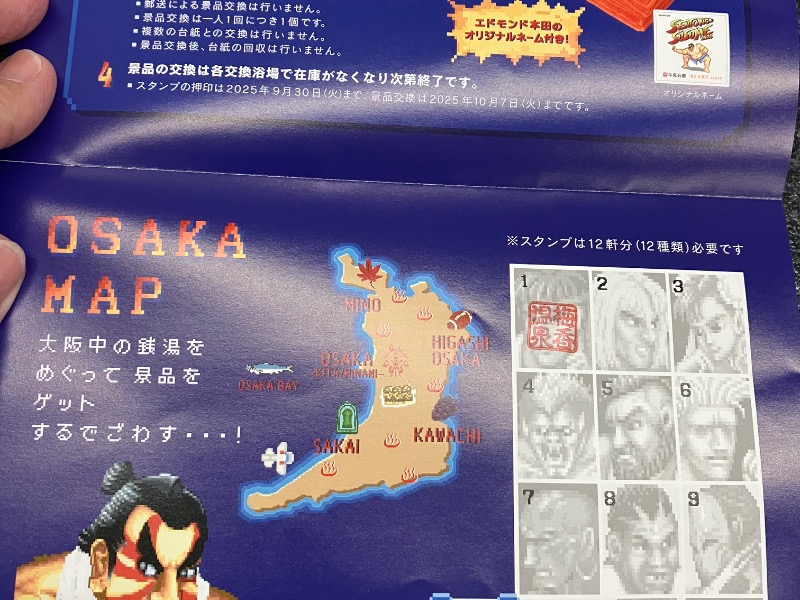 ■ 郵送による景品交換は行いません。
■ 景品交換は一人1回につき1個です。
■ 複数の台紙との交換は行いません。
■ 景品交換後、台紙の回収は行いません。
4 景品の交換は各交換浴場で在庫がなくなり次第終了です。
■ スタンプの押印は2025年9月30日(火)まで、景品交換は2025年10月7日(火)までです。
エドモンド本田の
オリジナルネーム付き!
オリジナルネーム
OSAKA
MAP
大阪中の銭湯を
めぐって 景品を
ゲット
するでごわす・・・!
MINO
HIGASHI
OSAKA
OSAKA
-KITA/MINAMI-
OSAKA BAY
SAKAI
KAWACHI
※スタンプは12軒分(12種類)必要です
1
2
3
4
5
6
7
8
9